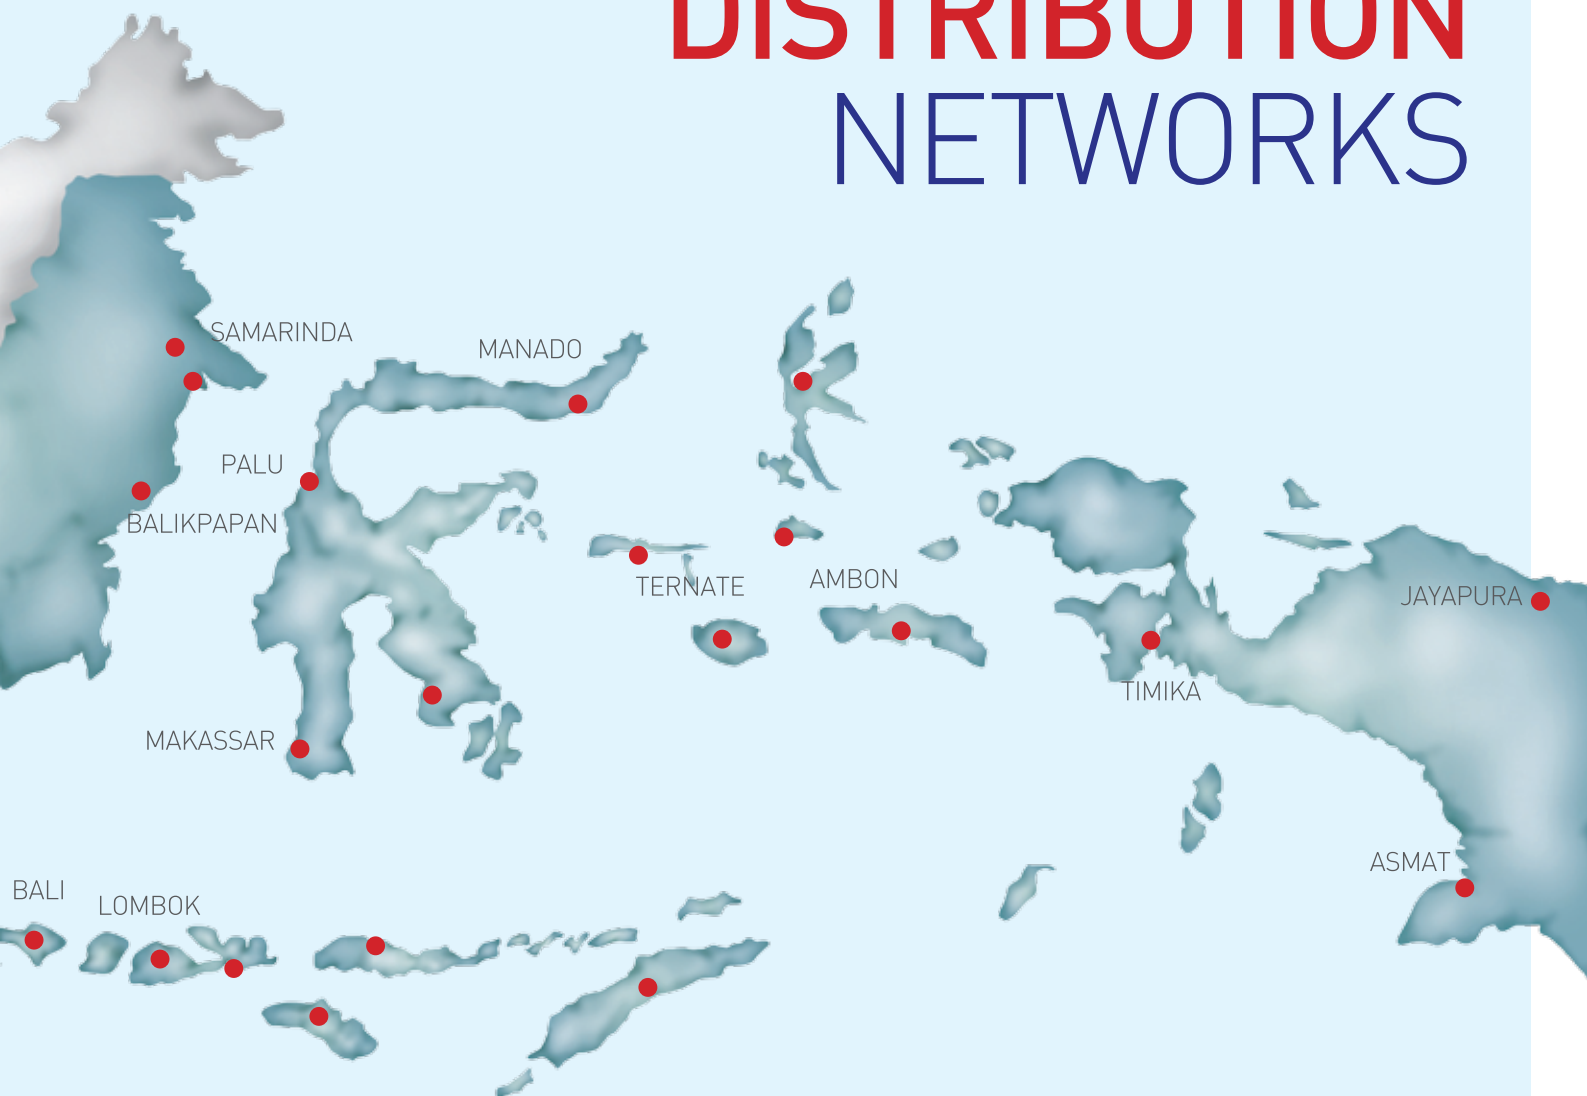 DISTRIBUTION
NETWORKS
SAMARINDA
MANADO
PALU
BALIKPAPAN
TERNATE
AMBON
JAYAPURA
TIMIKA
MAKASSAR
ASMAT
BALI
LOMBOK